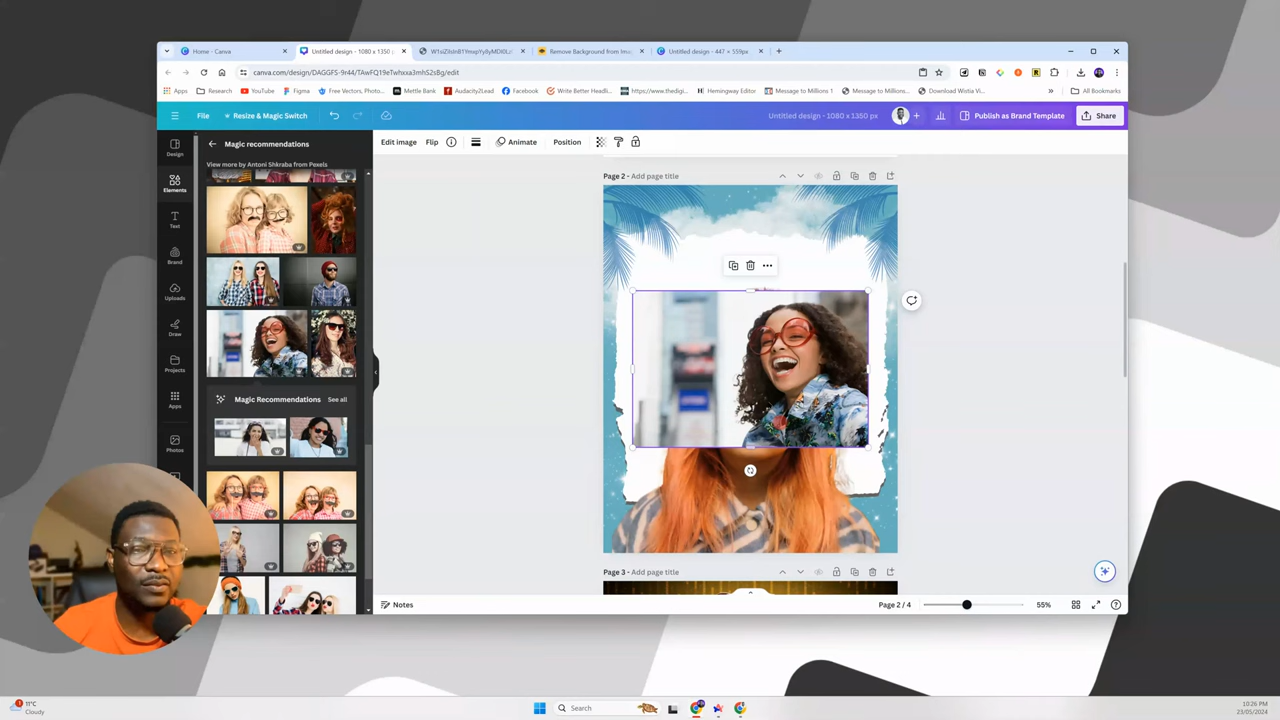 Home - Canva
Untitled design - 1080 x 1350
Remove Background from Ima
Untitled design - 447 × 559px
canva.com/design/DAGGFS-9r44/TAwFQ19eTwhxxa3mhS2sBg/edit
Apps
Research
YouTube
Figma
Free Vectors, Photo...
Mettle Bank
Audacity2Lead
Facebook
Write Better Headli...
https://www.thedigi...
Hemingway Editor
Message to Millions 1
Message to Millions...
Download Wistia Vi...
All Bookmarks
File
Resize & Magic Switch
Untitled design - 1080 x 1350 px
Publish as Brand Template
Share
Design
Elements
Text
Brand
Uploads
Draw
Projects
Apps
Photos
Magic recommendations
View more by Antoni Shkraba from Pexels
Magic Recommendations
See all
Edit image
Flip
Animate
Position
Page 2 - Add page title
Page 3 - Add page title
Notes
Page 2 / 4
55%
11°C
Cloudy
Search
10:26 PM
23/05/2024